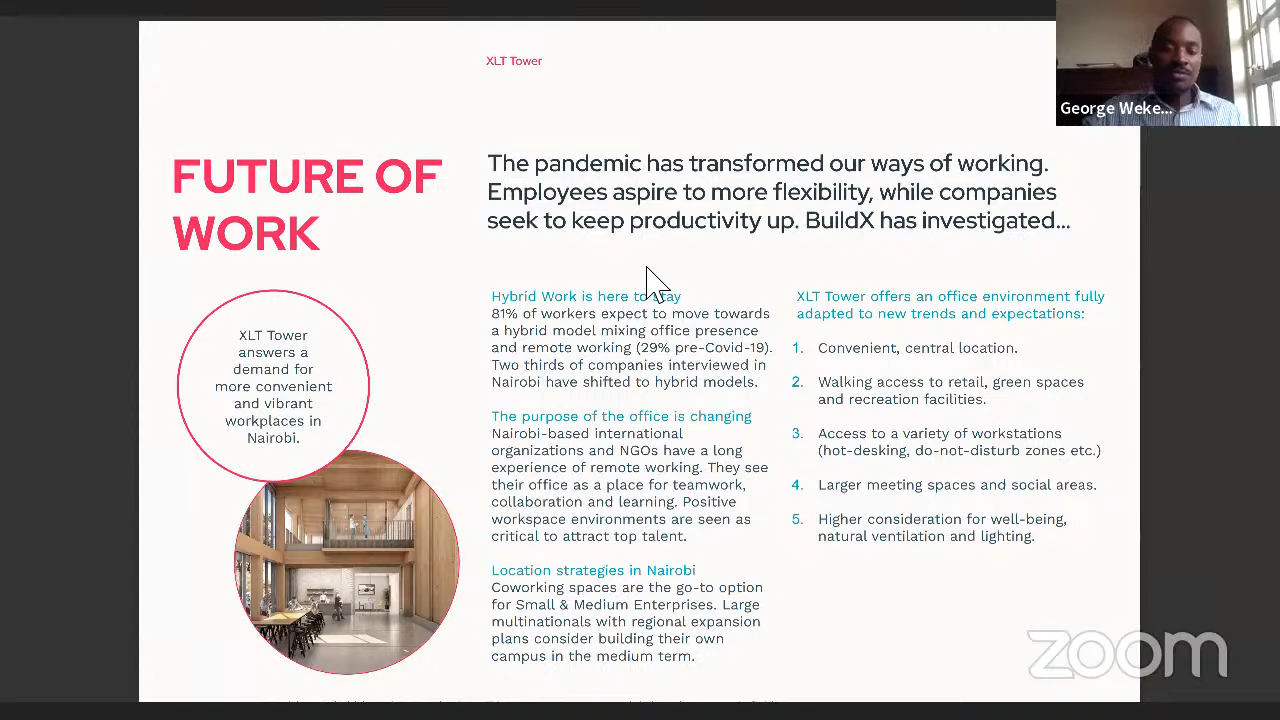 XLT Tower
George Weke...
FUTURE OF
WORK
The pandemic has transformed our ways of working.
Employees aspire to more flexibility, while companies
seek to keep productivity up. BuildX has investigated...
XLT Tower
answers a
demand for
more convenient
and vibrant
workplaces in
Nairobi.
Hybrid Work is here to stay
81% of workers expect to move towards
a hybrid model mixing office presence
and remote working (29% pre-Covid-19).
Two thirds of companies interviewed in
Nairobi have shifted to hybrid models.
The purpose of the office is changing
Nairobi-based international
organizations and NGOs have a long
experience of remote working. They see
their office as a place for teamwork,
collaboration and learning. Positive
workspace environments are seen as
critical to attract top talent.
Location strategies in Nairobi
Coworking spaces are the go-to option
for Small & Medium Enterprises. Large
multinationals with regional expansion
plans consider building their own
campus in the medium term.
XLT Tower offers an office environment fully
adapted to new trends and expectations:
1. Convenient, central location.
2. Walking access to retail, green spaces
and recreation facilities.
3. Access to a variety of workstations
(hot-desking, do-not-disturb zones etc.)
4. Larger meeting spaces and social areas.
5. Higher consideration for well-being,
natural ventilation and lighting.
zoom